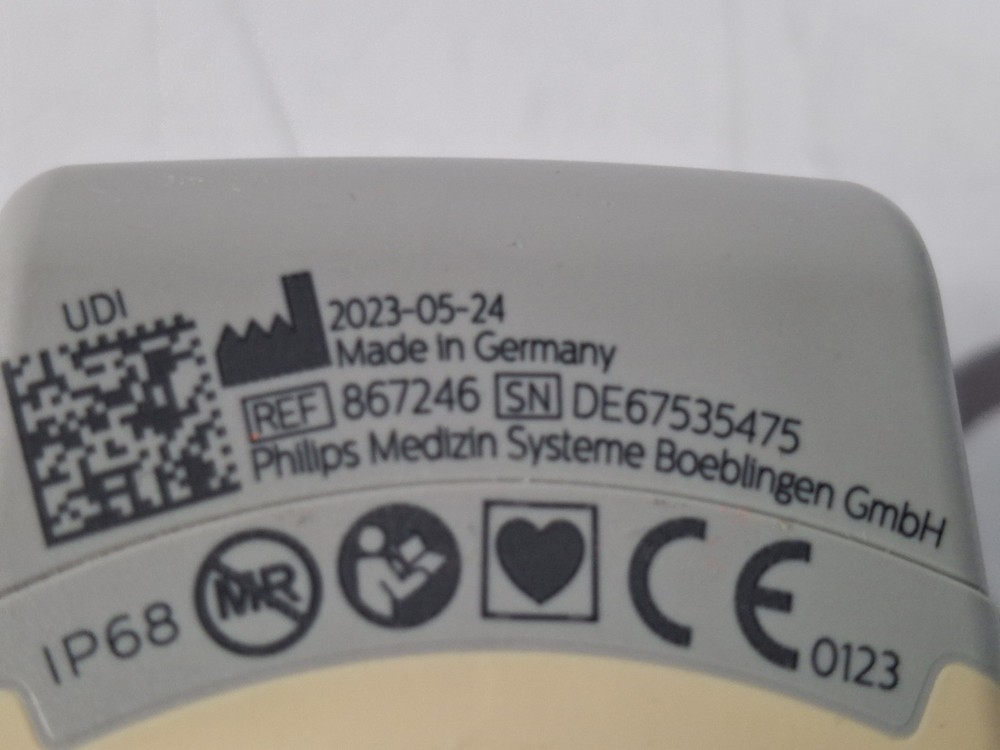 UDI
2023-05-24
Made in Germany
REF 867246 SN DE67535475
Philips Medizin Systeme Boeblingen GmbH
IP68 MR CE 0123